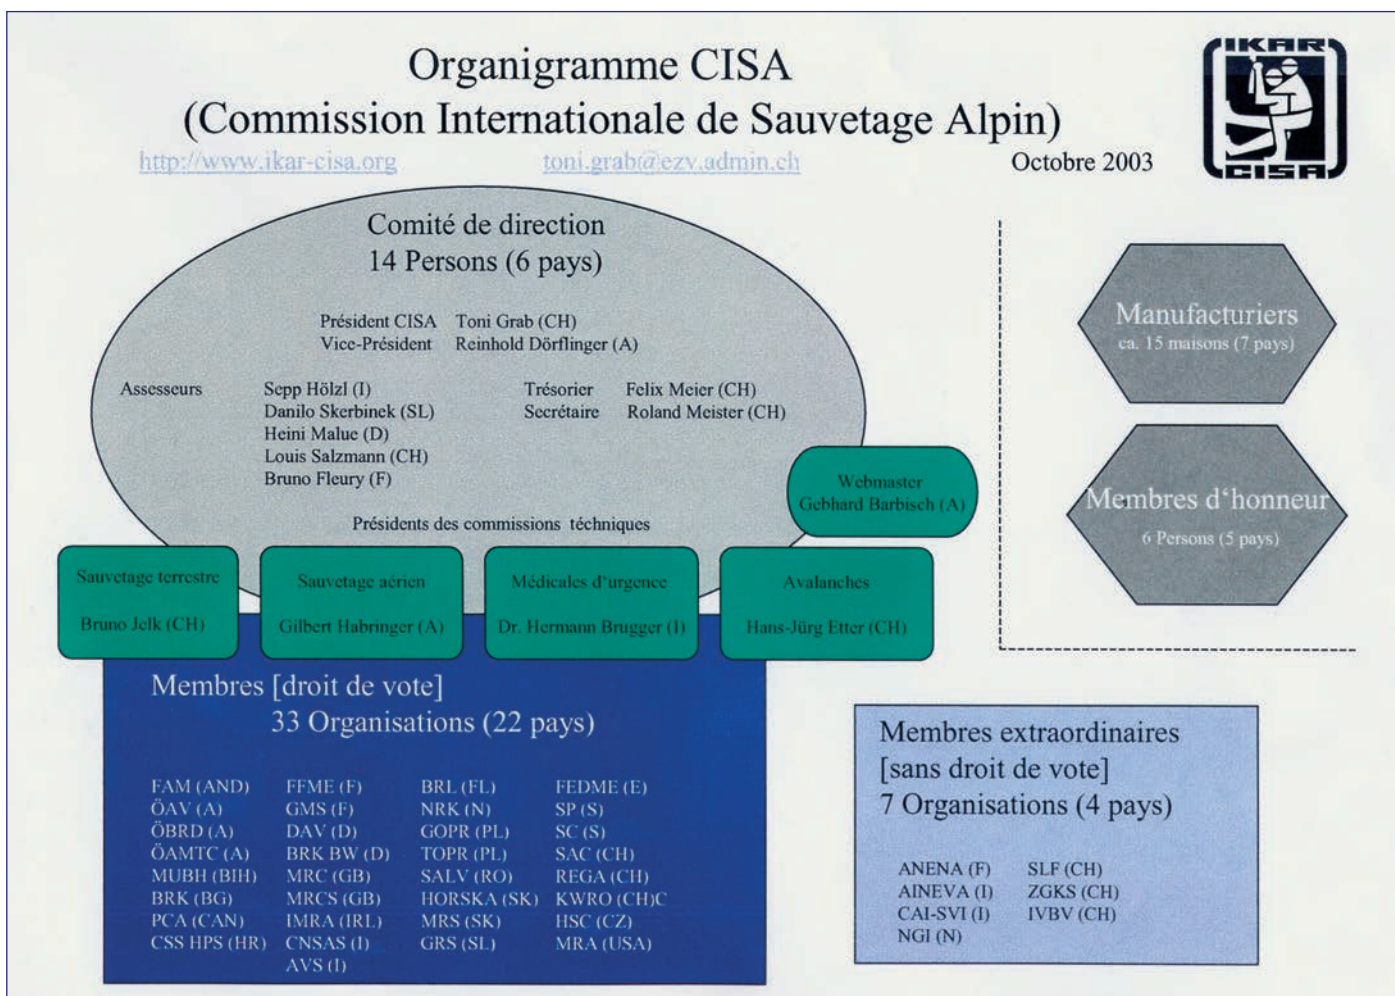 Organigramme CISA
(Commission Internationale de Sauvetage Alpin)
http://www.ikar-cisa.org toni.grab@ezv.admin.ch Octobre 2003
IKAR
CISA
Comité de direction
14 Persons (6 pays)
Président CISA Toni Grab (CH)
Vice-Président Reinhold Dörflinger (A)
Assesseurs Sepp Hölzl (I)
Danilo Skerbinek (SL)
Heini Malue (D)
Louis Salzmann (CH)
Bruno Fleury (F)
Trésorier Felix Meier (CH)
Secrétaire Roland Meister (CH)
Présidents des commissions téchniques
Webmaster
Gebhard Barbisch (A)
Sauvetage terrestre
Bruno Jelk (CH)
Sauvetage aérien
Gilbert Habringer (A)
Médicales d‘urgence
Dr. Hermann Brugger (I)
Avalanches
Hans-Jürg Etter (CH)
Manufacturiers
ca. 15 maisons (7 pays)
Membres d‘honneur
6 Persons (5 pays)
Membres [droit de vote]
33 Organisations (22 pays)
FAM (AND) FFME (F) BRL (FL) FEDME (E)
ÖAV (A) GMS (F) NRK (N) SP (S)
ÖBRD (A) DAV (D) GOPR (PL) SC (S)
ÖAMTC (A) BRK BW (D) TOPR (PL) SAC (CH)
MUBH (BIH) MRC (GB) SALV (RO) REGA (CH)
BRK (BG) MRCS (GB) HORSKA (SK) KWRO (CH)C
PCA (CAN) IMRA (IRL) MRS (SK) HSC (CZ)
CSS HPS (HR) CNSAS (I) GRS (SL) MRA (USA)
AVS (I)
Membres extraordinaires
[sans droit de vote]
7 Organisations (4 pays)
ANENA (F) SLF (CH)
AINEVA (I) ZGKS (CH)
CAI-SVI (I) IVBV (CH)
NGI (N)